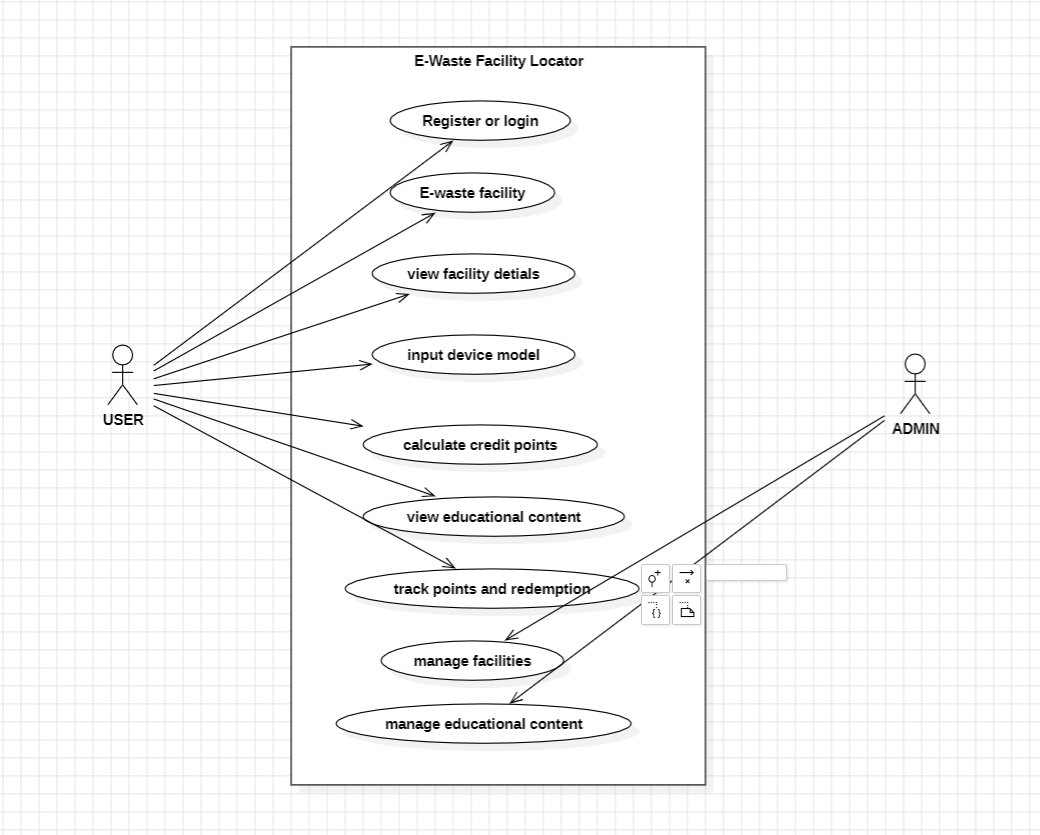 E-Waste Facility Locator
Register or login
E-waste facility
view facility detials
input device model
USER
ADMIN
calculate credit points
view educational content
track points and redemption
manage facilities
manage educational content